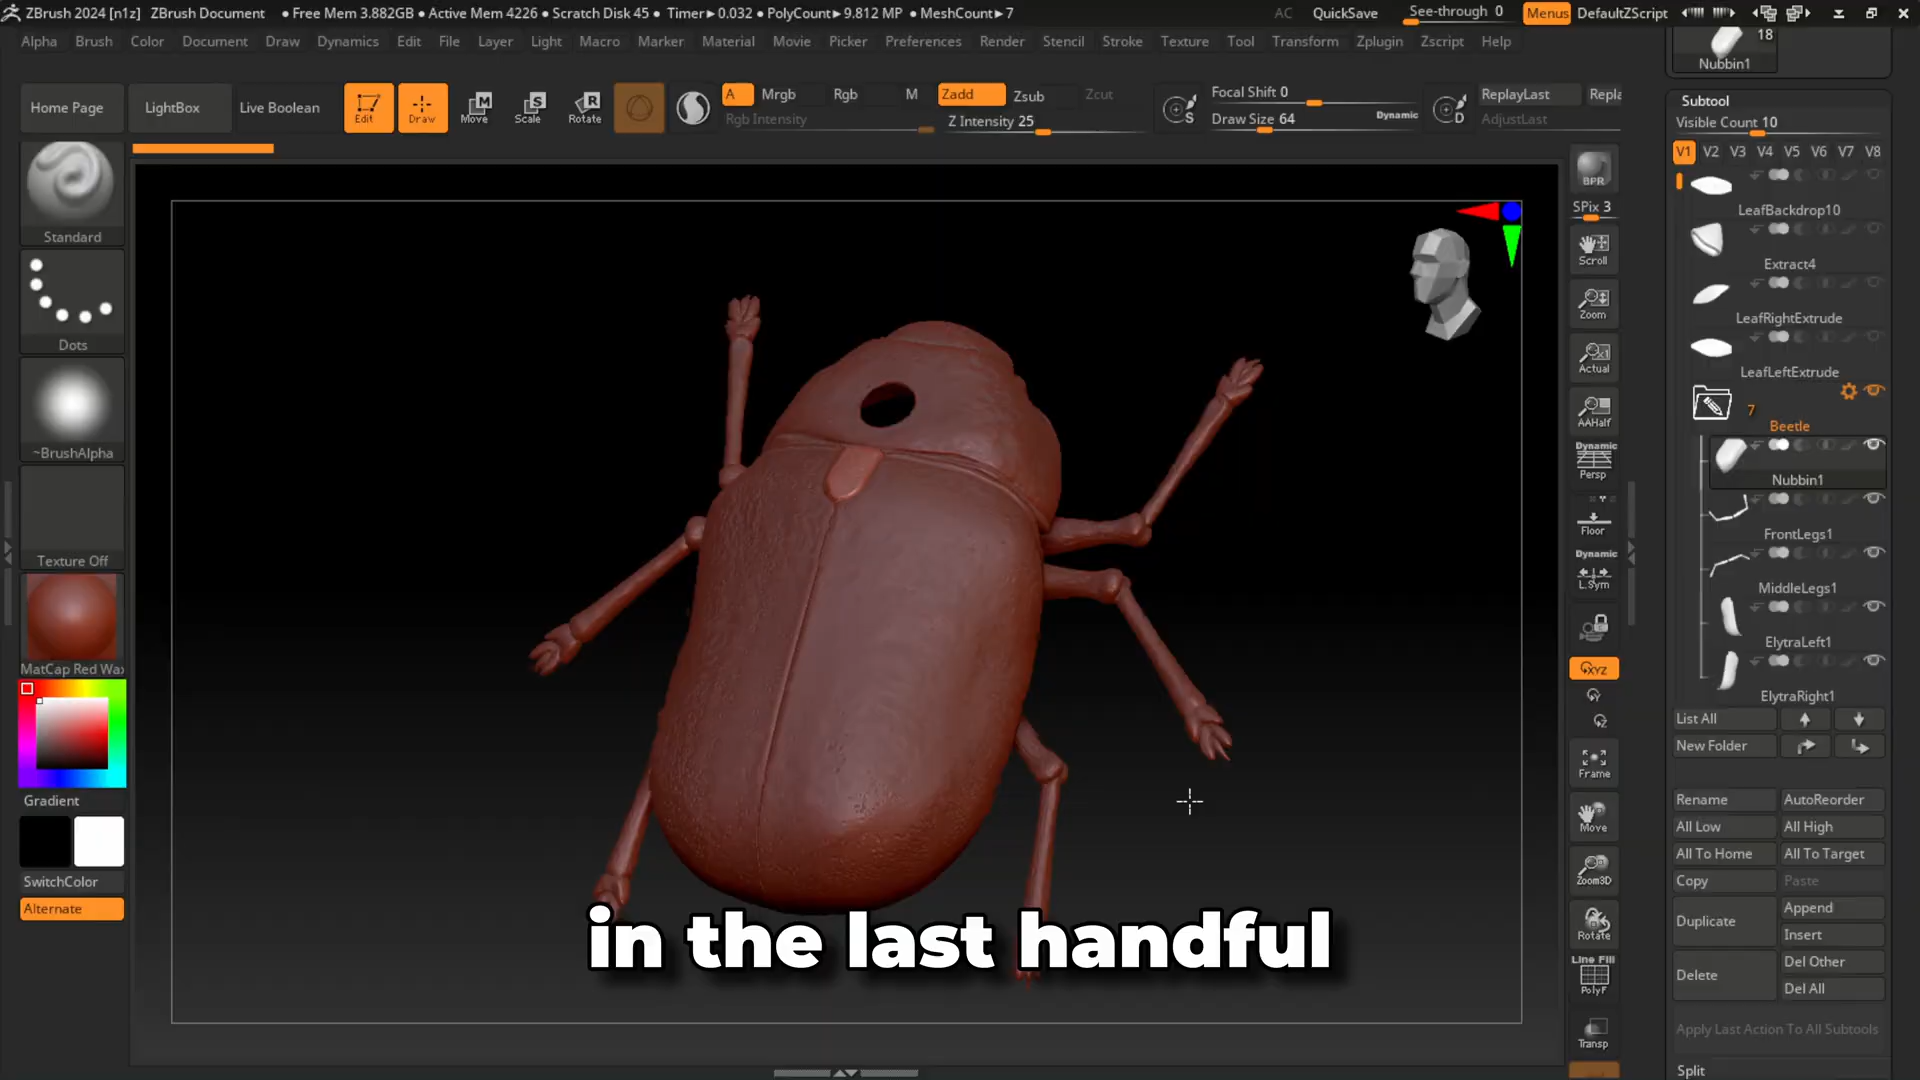 ZBrush 2024 [n1z] ZBrush Document • Free Mem 3.882GB • Active Mem 4226 • Scratch Disk 45 • Timer▸0.032 • PolyCount▸9.812 MP • MeshCount▸7 AC QuickSave See-through 0 Menus DefaultZScript
Alpha Brush Color Document Draw Dynamics Edit File Layer Light Macro Marker Material Movie Picker Preferences Render Stencil Stroke Texture Tool Transform Zplugin Zscript Help
Home Page LightBox Live Boolean Edit Draw Move Scale Rotate
A Mrgb Rgb M Zadd Zsub Zcut
Rgb Intensity Z Intensity 25
Focal Shift 0
Draw Size 64 Dynamic
ReplayLast Repla
AdjustLast
Standard
Dots
~BrushAlpha
Texture Off
MatCap Red Wax
Gradient
SwitchColor
Alternate
in the last handful
BPR
SPix 3
Scroll
Zoom
Actual
AAHalf
Dynamic
Persp
Floor
Dynamic
L.Sym
XYZ
Y
Z
Frame
Move
Zoom3D
Rotate
Line Fill
PolyF
Transp
18
Nubbin1
Subtool
Visible Count 10
V1 V2 V3 V4 V5 V6 V7 V8
LeafBackdrop10
Extract4
LeafRightExtrude
LeafLeftExtrude
7
Beetle
Nubbin1
FrontLegs1
MiddleLegs1
ElytraLeft1
ElytraRight1
List All
New Folder
Rename AutoReorder
All Low All High
All To Home All To Target
Copy Paste
Duplicate Append
Insert
Delete Del Other
Del All
Apply Last Action To All Subtools
Split